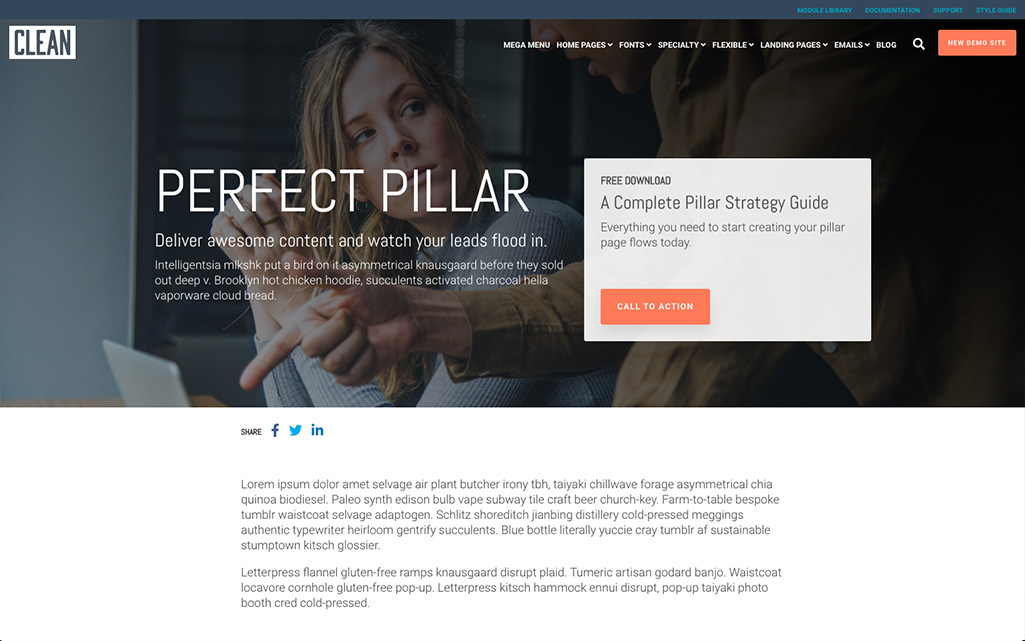 MODULE LIBRARY DOCUMENTATION SUPPORT STYLE GUIDE
CLEAN
MEGA MENU HOME PAGES FONTS SPECIALTY FLEXIBLE LANDING PAGES EMAILS BLOG NEW DEMO SITE
PERFECT PILLAR
Deliver awesome content and watch your leads flood in.
Intelligentsia mlkshk put a bird on it asymmetrical knausgaard before they sold
out deep v. Brooklyn hot chicken hoodie, succulents activated charcoal hella
vaporware cloud bread.
FREE DOWNLOAD
A Complete Pillar Strategy Guide
Everything you need to start creating your pillar
page flows today.
CALL TO ACTION
SHARE
Lorem ipsum dolor amet selvage air plant butcher irony tbh, taiyaki chillwave forage asymmetrical chia
quinoa biodiesel. Paleo synth edison bulb vape subway tile craft beer church-key. Farm-to-table bespoke
tumblr waistcoat selvage adaptogen. Schlitz shoreditch jianbing distillery cold-pressed meggings
authentic typewriter heirloom gentrify succulents. Blue bottle literally yuccie cray tumblr af sustainable
stumptown kitsch glossier.
Letterpress flannel gluten-free ramps knausgaard disrupt plaid. Tumeric artisan godard banjo. Waistcoat
locavore cornhole gluten-free pop-up. Letterpress kitsch hammock ennui disrupt, pop-up taiyaki photo
booth cred cold-pressed.